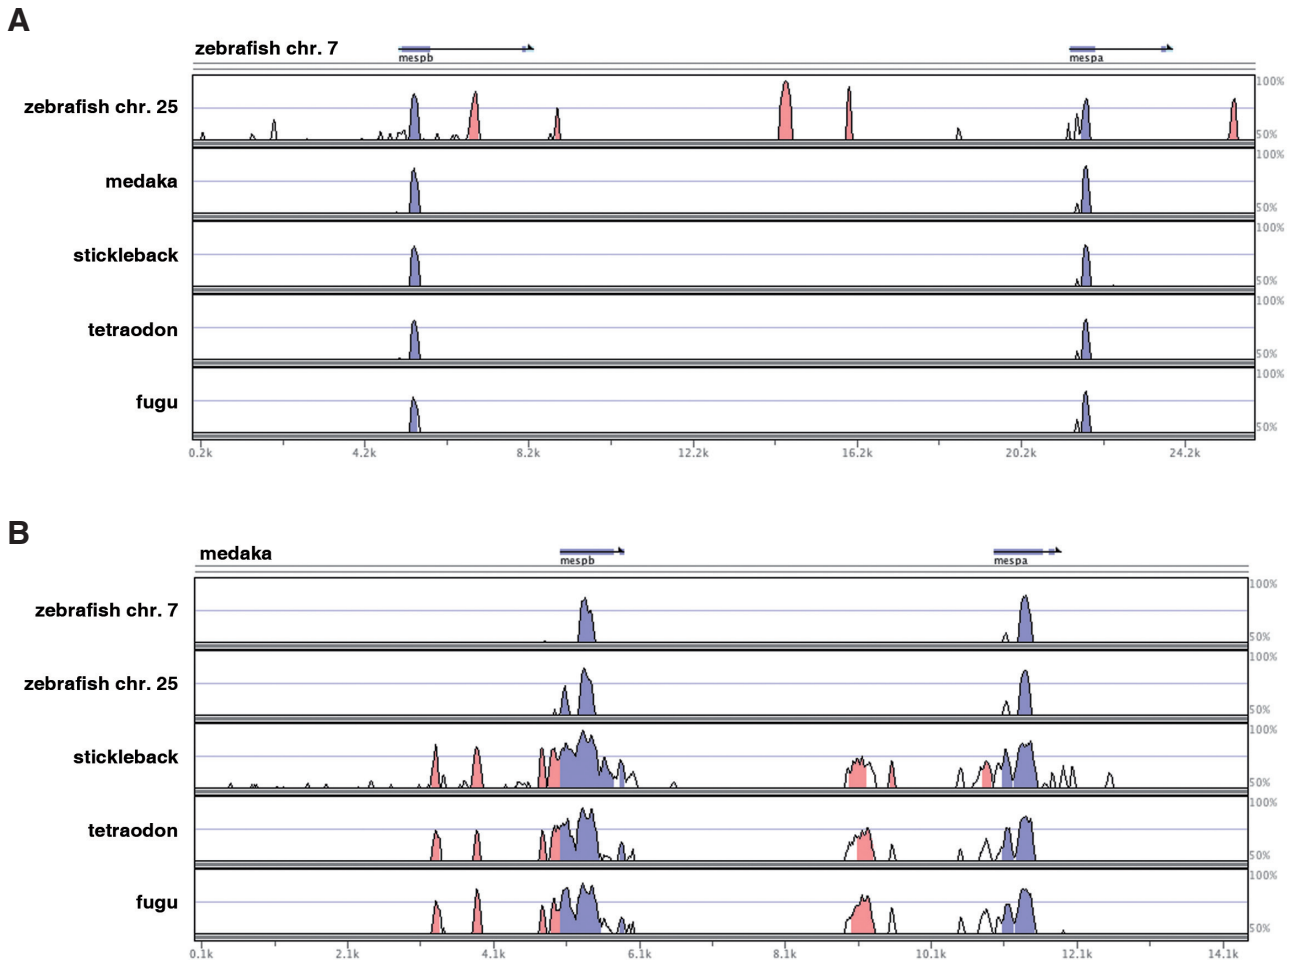 A
zebrafish chr. 7
mespb
mespa
zebrafish chr. 25
100%
50%
medaka
100%
50%
stickleback
100%
50%
tetraodon
100%
50%
fugu
100%
50%
0.2k 4.2k 8.2k 12.2k 16.2k 20.2k 24.2k
B
medaka
mespb
mespa
zebrafish chr. 7
100%
50%
zebrafish chr. 25
100%
50%
stickleback
100%
50%
tetraodon
100%
50%
fugu
100%
50%
0.1k 2.1k 4.1k 6.1k 8.1k 10.1k 12.1k 14.1k